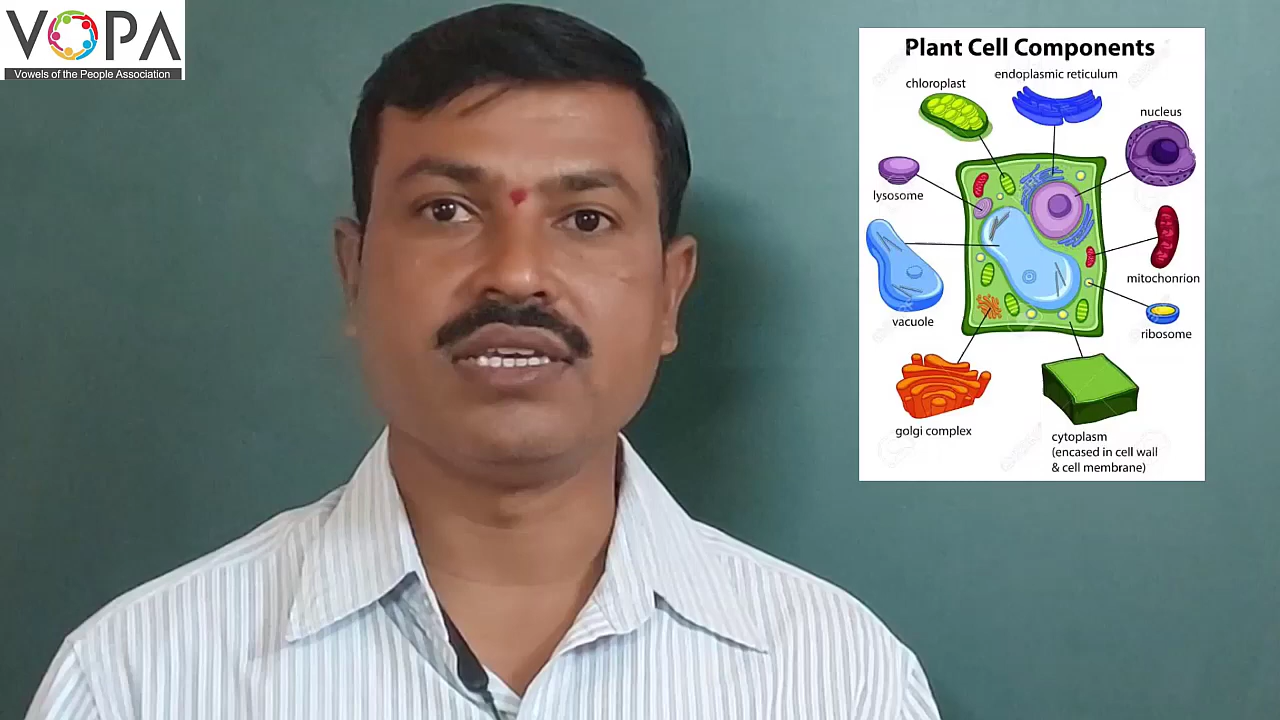 VOPA
Vowels of the People Association
Plant Cell Components
endoplasmic reticulum
chloroplast
nucleus
lysosome
mitochonrion
vacuole
ribosome
golgi complex
cytoplasm
(encased in cell wall
& cell membrane)